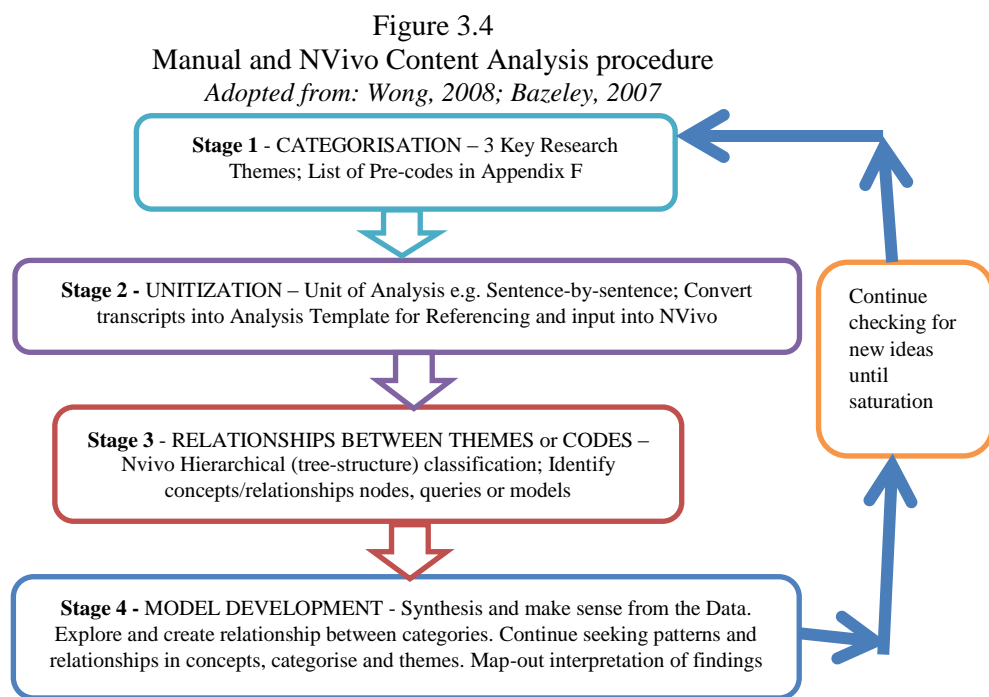 Figure 3.4
Manual and NVivo Content Analysis procedure
Adopted from: Wong, 2008; Bazeley, 2007
Stage 1 - CATEGORISATION – 3 Key Research
Themes; List of Pre-codes in Appendix F
Stage 2 - UNITIZATION – Unit of Analysis e.g. Sentence-by-sentence; Convert
transcripts into Analysis Template for Referencing and input into NVivo
Stage 3 - RELATIONSHIPS BETWEEN THEMES or CODES –
Nvivo Hierarchical (tree-structure) classification; Identify
concepts/relationships nodes, queries or models
Stage 4 - MODEL DEVELOPMENT - Synthesis and make sense from the Data.
Explore and create relationship between categories. Continue seeking patterns and
relationships in concepts, categorise and themes. Map-out interpretation of findings
Continue
checking for
new ideas
until
saturation